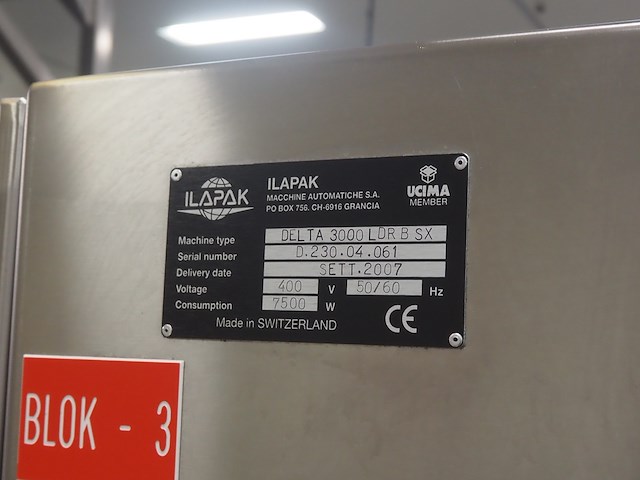 ILAPAK
ILAPAK
MACCHINE AUTOMATICHE S.A.
PO BOX 756. CH-6916 GRANCIA
UCIMA
MEMBER
Machine type DELTA 3000 LDR B SX
Serial number D.230.04.061
Delivery date SETT.2007
Voltage 400 V 50/60 Hz
Consumption 7500 W
Made in SWITZERLAND CE
BLOK - 3